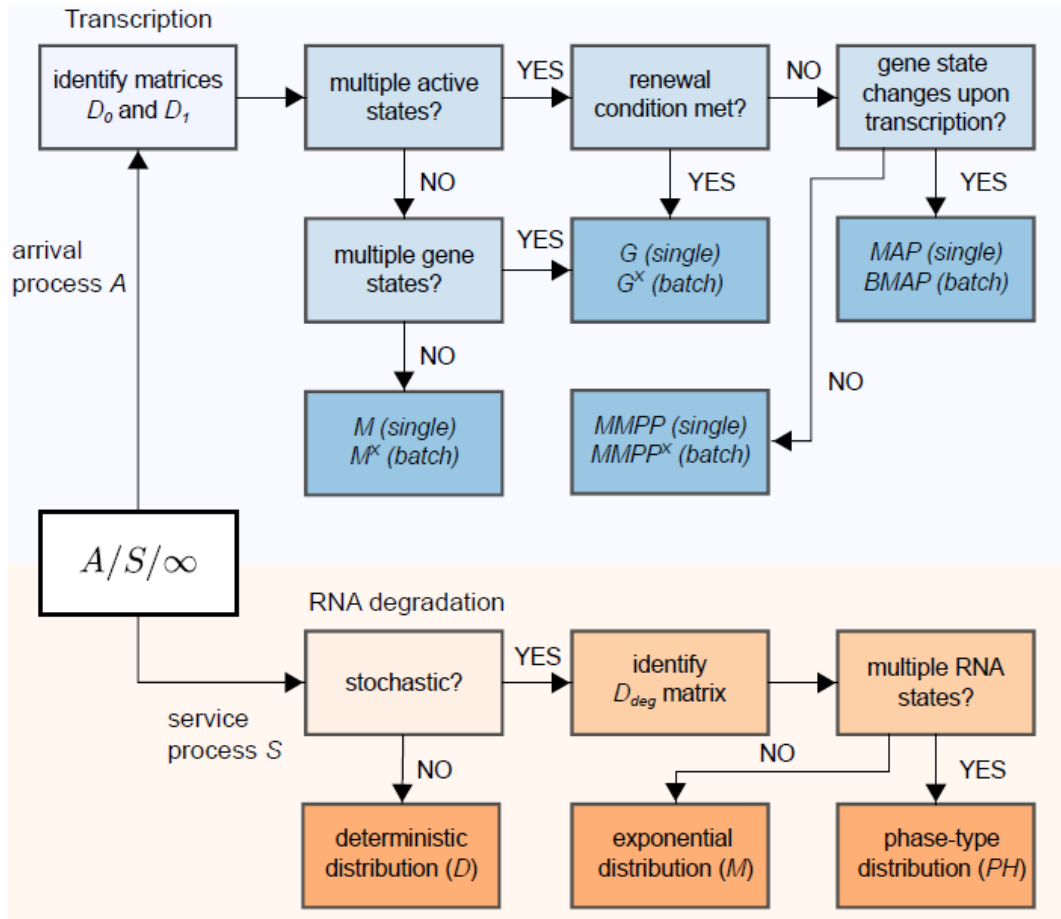 Transcription
identify matrices
D₀ and D₁
multiple active
states?
YES
renewal
condition met?
NO
gene state
changes upon
transcription?
NO
YES
YES
arrival
process A
multiple gene
states?
YES
G (single)
Gˣ (batch)
MAP (single)
BMAP (batch)
NO
NO
M (single)
Mˣ (batch)
MMPP (single)
MMPPˣ (batch)
A/S/∞
RNA degradation
stochastic?
YES
identify
D_deg matrix
multiple RNA
states?
service
process S
NO
NO
YES
deterministic
distribution (D)
exponential
distribution (M)
phase-type
distribution (PH)